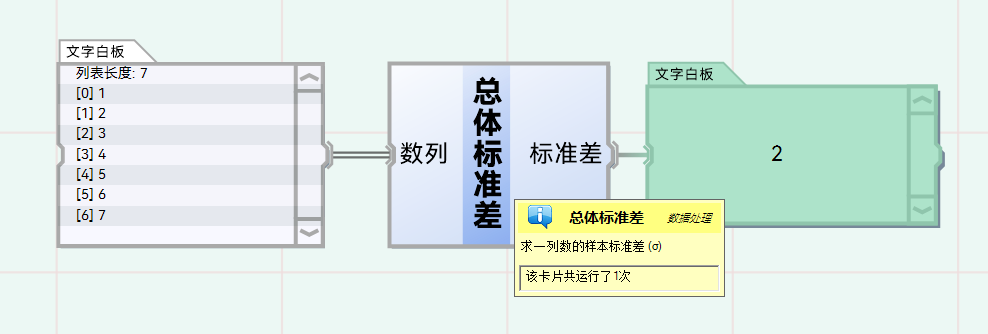 文字白板
列表长度: 7
[0] 1
[1] 2
[2] 3
[3] 4
[4] 5
[5] 6
[6] 7
数列
总体标准差
标准差
文字白板
2
总体标准差 数据处理
求一列数的样本标准差 (σ)
该卡片共运行了1次